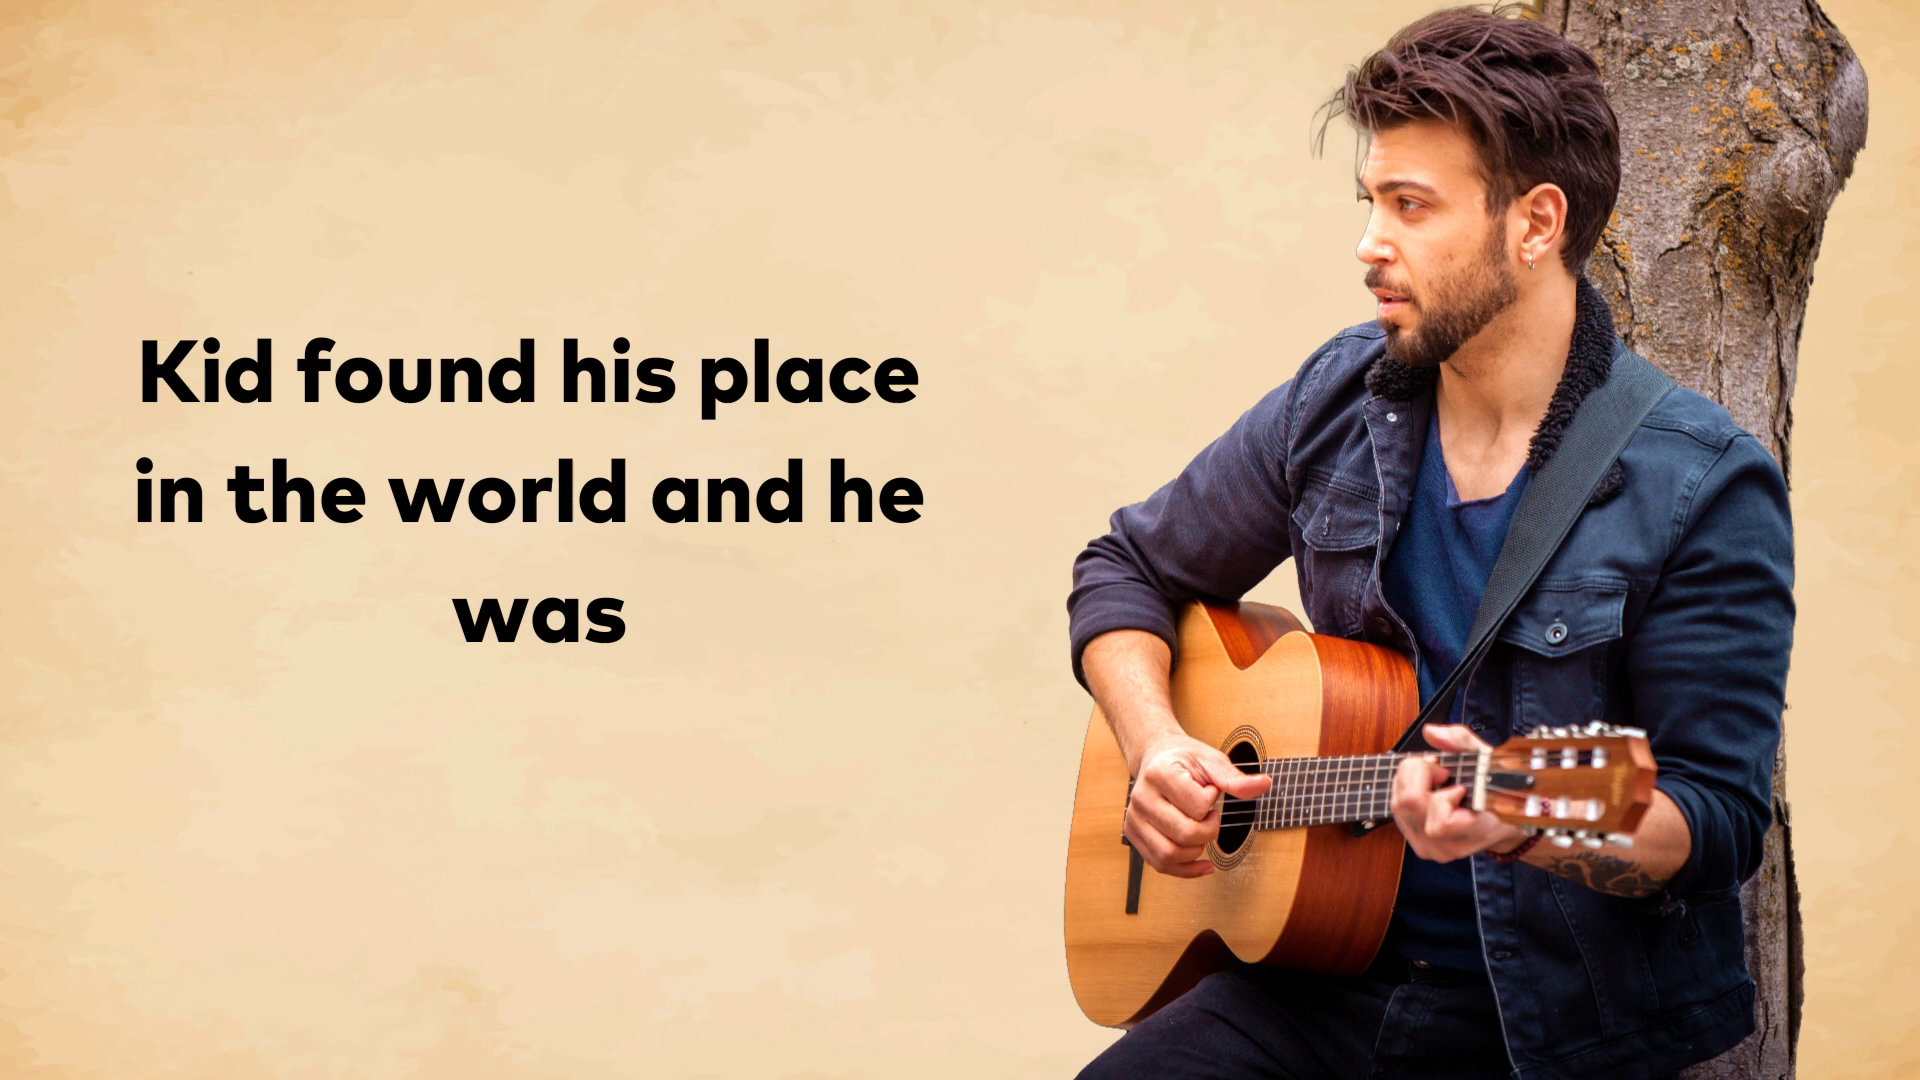 Kid found his place
in the world and he
was